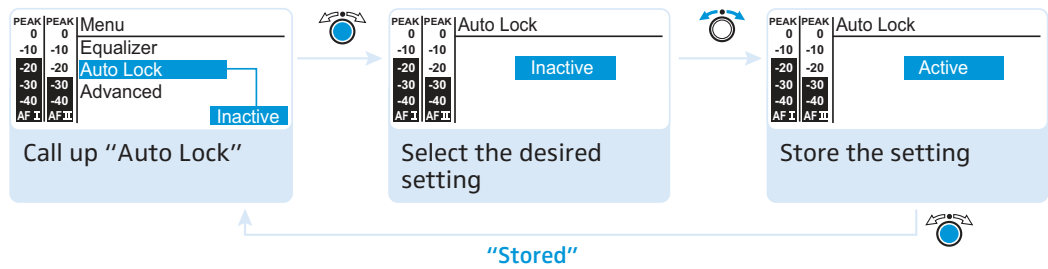 PEAK PEAK Menu
0 0
-10 -10 Equalizer
-20 -20 Auto Lock
-30 -30 Advanced
-40 -40
AF I AF II Inactive
Call up "Auto Lock"
PEAK PEAK Auto Lock
0 0
-10 -10
-20 -20 Inactive
-30 -30
-40 -40
AF I AF II
Select the desired
setting
PEAK PEAK Auto Lock
0 0
-10 -10
-20 -20 Active
-30 -30
-40 -40
AF I AF II
Store the setting
"Stored"